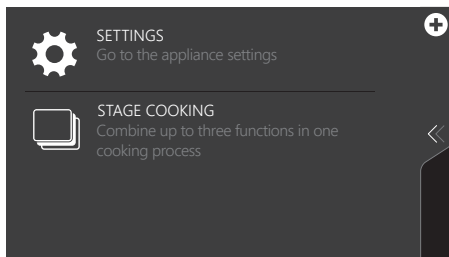 SETTINGS
Go to the appliance settings
STAGE COOKING
Combine up to three functions in one
cooking process